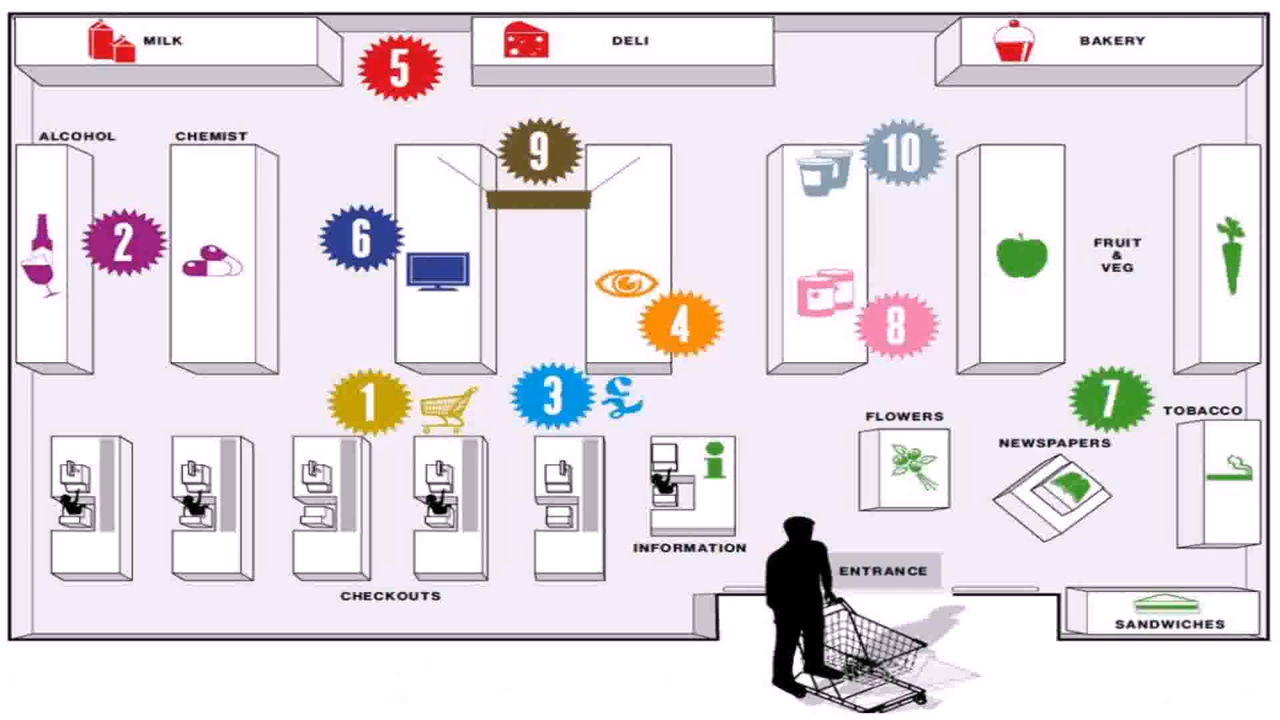 MILK
5
DELI
BAKERY
ALCOHOL
CHEMIST
9
10
2
6
FRUIT
&
VEG
4
8
1
3
£
7
TOBACCO
FLOWERS
NEWSPAPERS
i
INFORMATION
ENTRANCE
CHECKOUTS
SANDWICHES